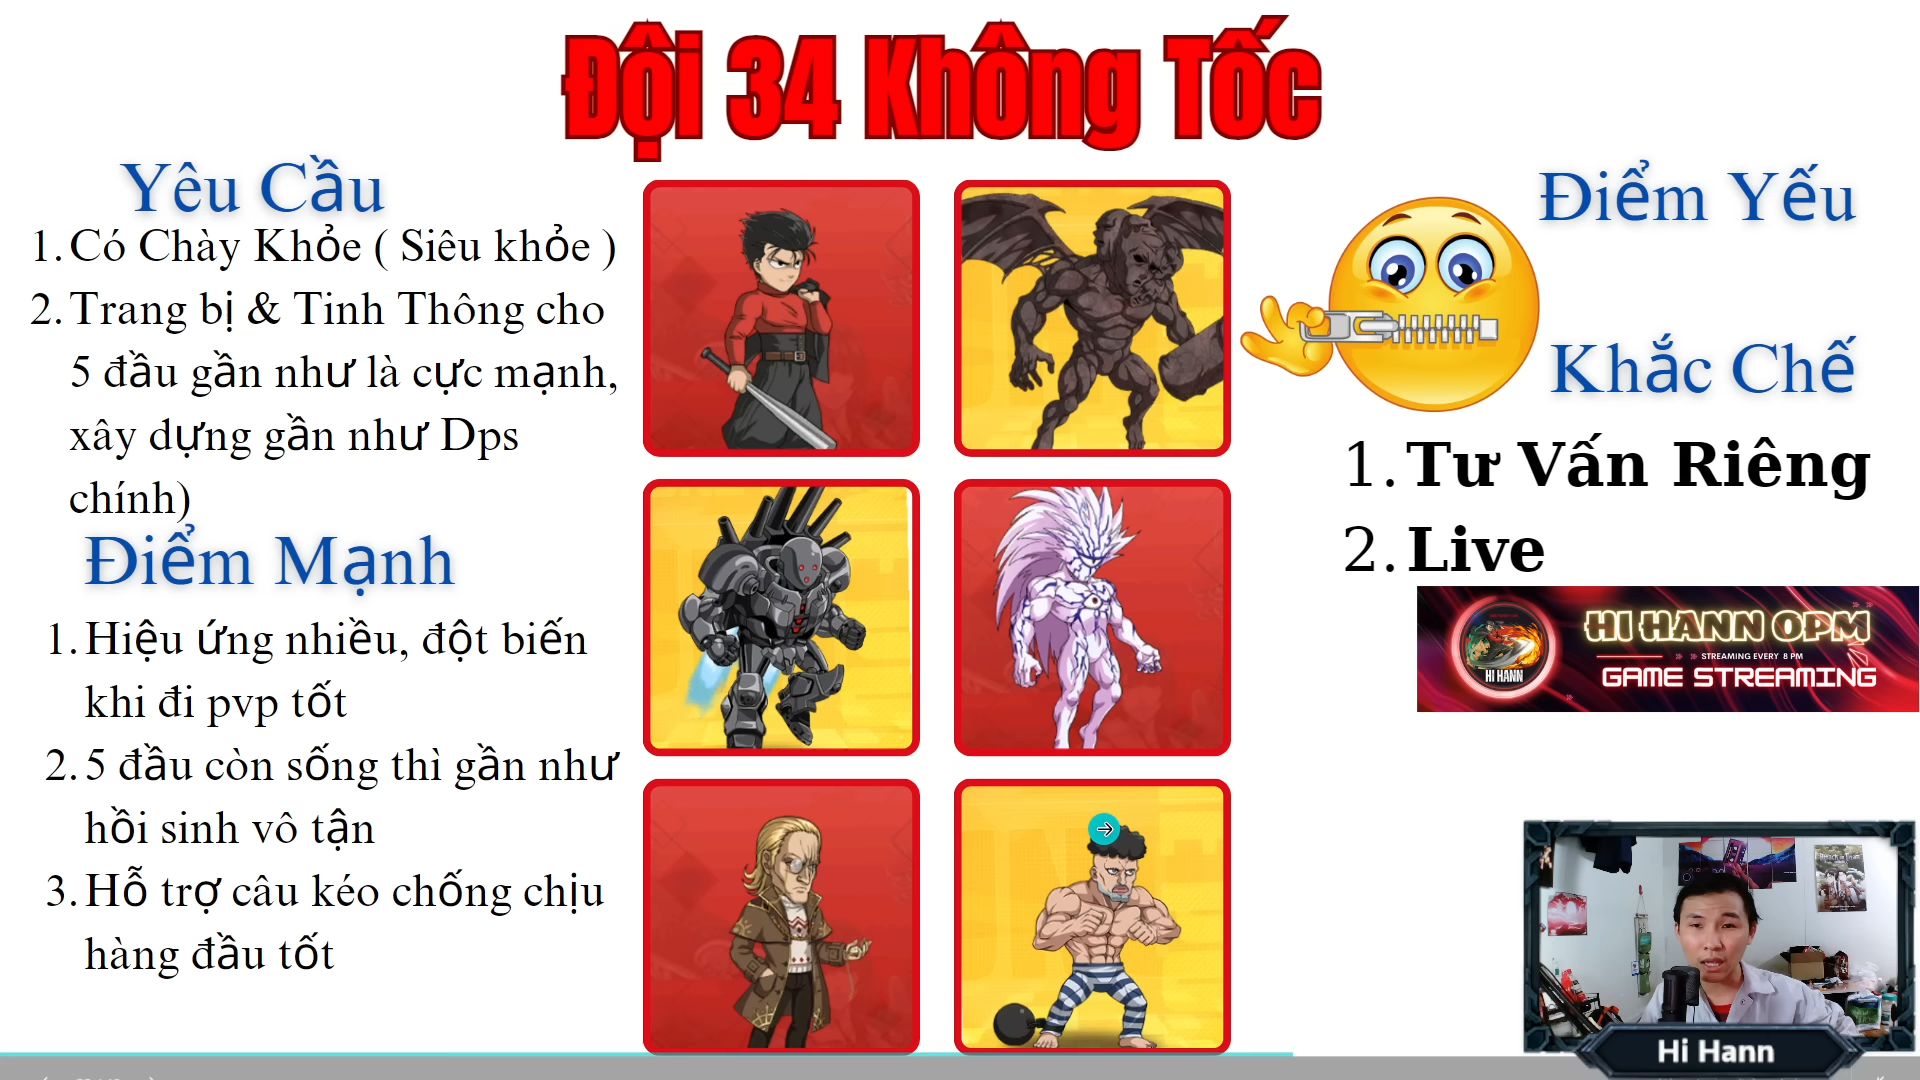 Đội 34 Không Tốc
Yêu Cầu
1. Có Chày Khỏe ( Siêu khỏe )
2. Trang bị & Tinh Thông cho
5 đầu gần như là cực mạnh,
xây dựng gần như Dps
chính)
Điểm Mạnh
1. Hiệu ứng nhiều, đột biến
khi đi pvp tốt
2. 5 đầu còn sống thì gần như
hồi sinh vô tận
3. Hỗ trợ câu kéo chống chịu
hàng đầu tốt
Điểm Yếu
Khắc Chế
1. Tư Vấn Riêng
2. Live
HI HANN OPM
STREAMING EVERY 8 PM
GAME STREAMING
HI HANN
Hi Hann